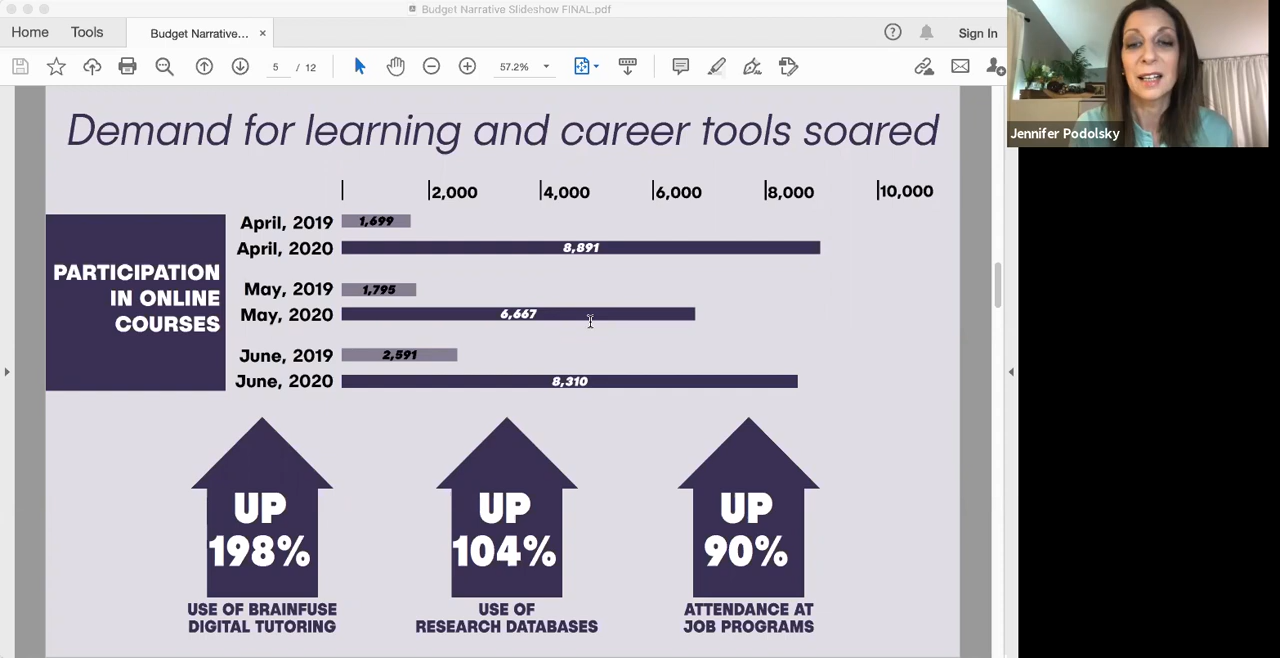 Budget Narrative Slideshow FINAL.pdf
Home Tools Budget Narrative... × ? Sign In
5 / 12 57.2%
Jennifer Podolsky
Demand for learning and career tools soared
2,000 4,000 6,000 8,000 10,000
PARTICIPATION
IN ONLINE
COURSES
April, 2019 1,699
April, 2020 8,891
May, 2019 1,795
May, 2020 6,667
June, 2019 2,591
June, 2020 8,310
UP
198%
USE OF BRAINFUSE
DIGITAL TUTORING
UP
104%
USE OF
RESEARCH DATABASES
UP
90%
ATTENDANCE AT
JOB PROGRAMS